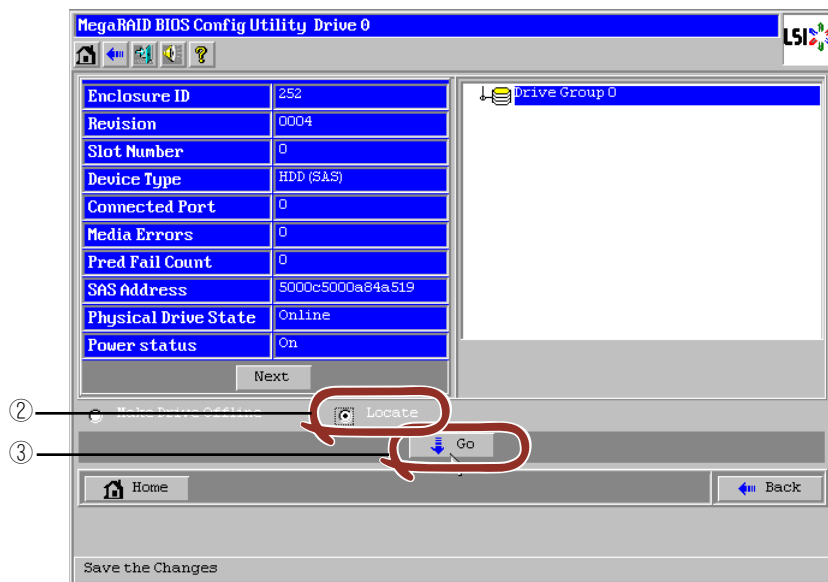 MegaRAID BIOS Config Utility Drive 0
LSI
Enclosure ID 252
Revision 0004
Slot Number 0
Device Type HDD (SAS)
Connected Port 0
Media Errors 0
Pred Fail Count 0
SAS Address 5000c5000a84a519
Physical Drive State Online
Power status On
Next
Drive Group 0
② Make Drive Offline Locate
③ Go
Home Back
Save the Changes